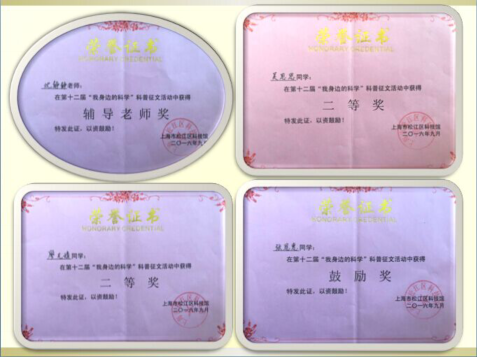 荣誉证书
HONORARY CREDENTIAL
老师:
在第十二届“我身边的科学”科普征文活动中获得
辅导老师奖
特发此证,以资鼓励!
上海市松江区科技馆
二〇一六年九月
荣誉证书
HONORARY CREDENTIAL
同学:
在第十二届“我身边的科学”科普征文活动中获得
二等奖
特发此证,以资鼓励!
上海市松江区科技馆
二〇一六年九月
荣誉证书
HONORARY CREDENTIAL
同学:
在第十二届“我身边的科学”科普征文活动中获得
二等奖
特发此证,以资鼓励!
上海市松江区科技馆
二〇一六年九月
荣誉证书
HONORARY CREDENTIAL
同学:
在第十二届“我身边的科学”科普征文活动中获得
鼓励奖
特发此证,以资鼓励!
上海市松江区科技馆
二〇一六年九月